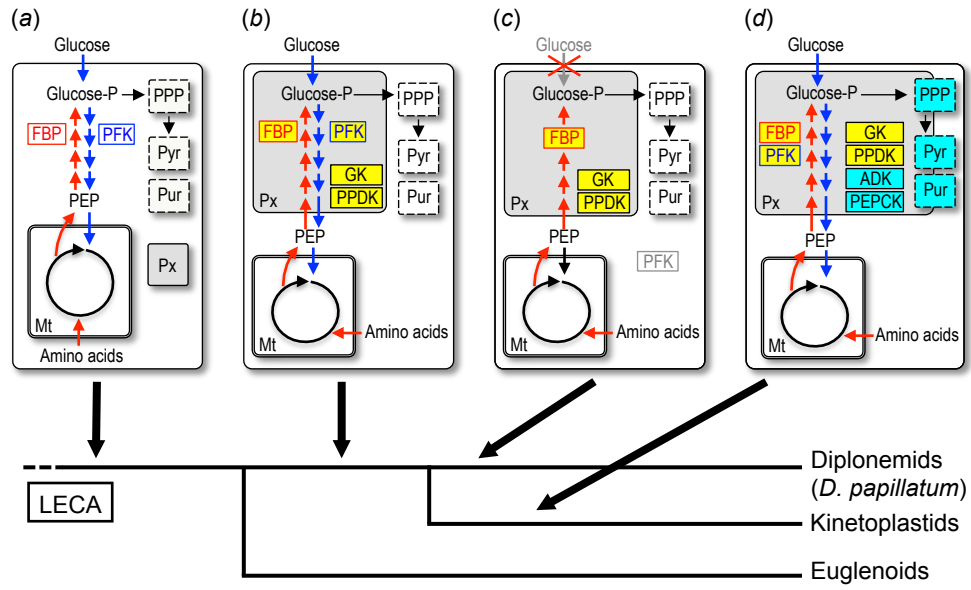 (a)
Glucose
Glucose-P
PPP
FBP
PFK
Pyr
Pur
PEP
Px
Mt
Amino acids
(b)
Glucose
Glucose-P
PPP
FBP
PFK
Pyr
GK
PPDK
Pur
Px
PEP
Mt
Amino acids
(c)
Glucose
Glucose-P
PPP
FBP
Pyr
GK
PPDK
Pur
Px
PEP
PFK
Mt
Amino acids
(d)
Glucose
Glucose-P
PPP
FBP
GK
PFK
PPDK
Pyr
ADK
Pur
Px
PEPCK
PEP
Mt
Amino acids
LECA
Diplonemids
(D. papillatum)
Kinetoplastids
Euglenoids